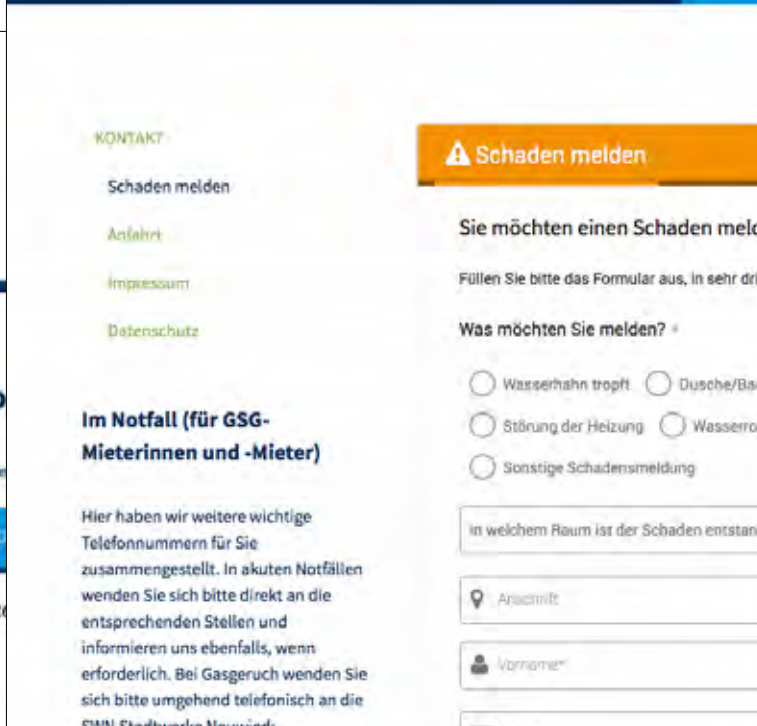 KONTAKT
Schaden melden
Anfahrt
Impressum
Datenschutz
Im Notfall (für GSG-
Mieterinnen und -Mieter)
Hier haben wir weitere wichtige
Telefonnummern für Sie
zusammengestellt. In akuten Notfällen
wenden Sie sich bitte direkt an die
entsprechenden Stellen und
informieren uns ebenfalls, wenn
erforderlich. Bei Gasgeruch wenden Sie
sich bitte umgehend telefonisch an die
SWN Stadtwerke Neuwied:
Schaden melden
Sie möchten einen Schaden meld
Füllen Sie bitte das Formular aus, in sehr dri
Was möchten Sie melden? *
Wasserhahn tropft Dusche/Ba
Störung der Heizung Wasserro
Sonstige Schadensmeldung
In welchem Raum ist der Schaden entstan
Anschrift
Vorname*